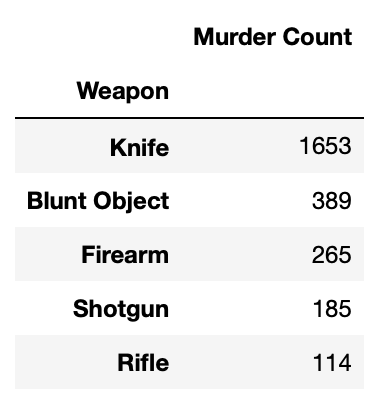 Murder Count
Weapon
Knife 1653
Blunt Object 389
Firearm 265
Shotgun 185
Rifle 114